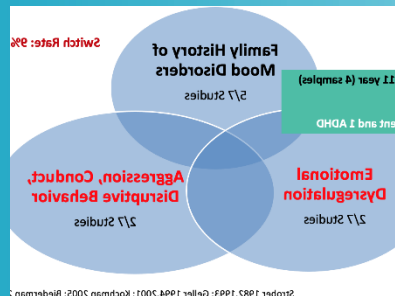 Switch Rate: 9%
Family History of
Mood Disorders
5/7 Studies
11 year (4 samples)
ent and 1 ADHD
Aggression, Conduct,
Disruptive Behavior
2/7 Studies
Emotional
Dysregulation
2/7 Studies
Strober 1982,1993; Geller 1994,2001; Kochman 2005; Biederman 2